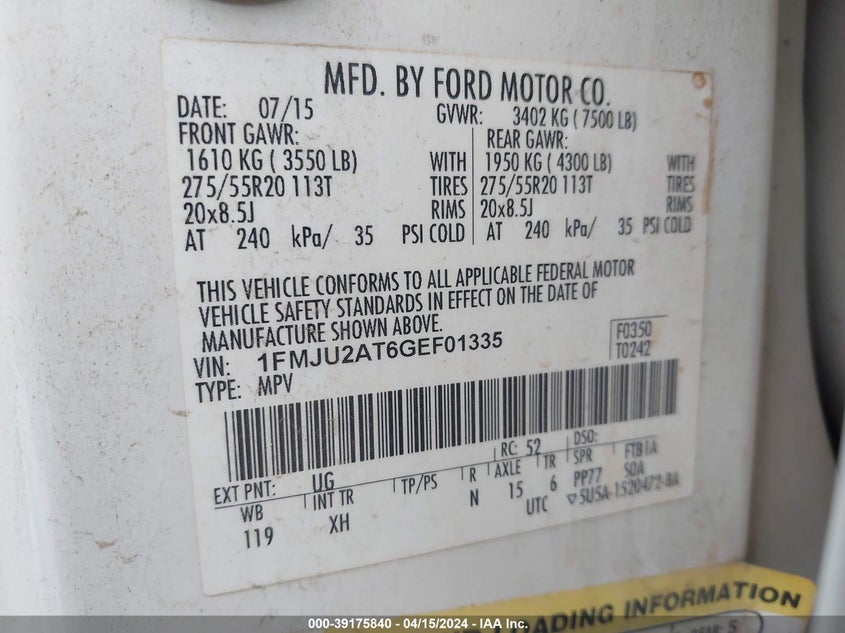 MFD. BY FORD MOTOR CO.
DATE: 07/15 GVWR: 3402 KG ( 7500 LB)
FRONT GAWR: REAR GAWR:
1610 KG ( 3550 LB) WITH 1950 KG ( 4300 LB) WITH
275/55R20 113T TIRES 275/55R20 113T TIRES
20x8.5J RIMS 20x8.5J RIMS
AT 240 kPa/ 35 PSI COLD AT 240 kPa/ 35 PSI COLD
THIS VEHICLE CONFORMS TO ALL APPLICABLE FEDERAL MOTOR
VEHICLE SAFETY STANDARDS IN EFFECT ON THE DATE OF
MANUFACTURE SHOWN ABOVE.
VIN: 1FMJU2AT6GEF01335 F0350
TYPE: MPV T0242
RC: 52 DSO:
EXT PNT: UG FTB1A
WB INT TR TP/PS R AXLE TR SPR SOA
119 XH N 15 6 PP77
UTC ▽5U5A-1520472-BA
LOADING INFORMATION
000-39175840 - 04/15/2024 - IAA Inc.